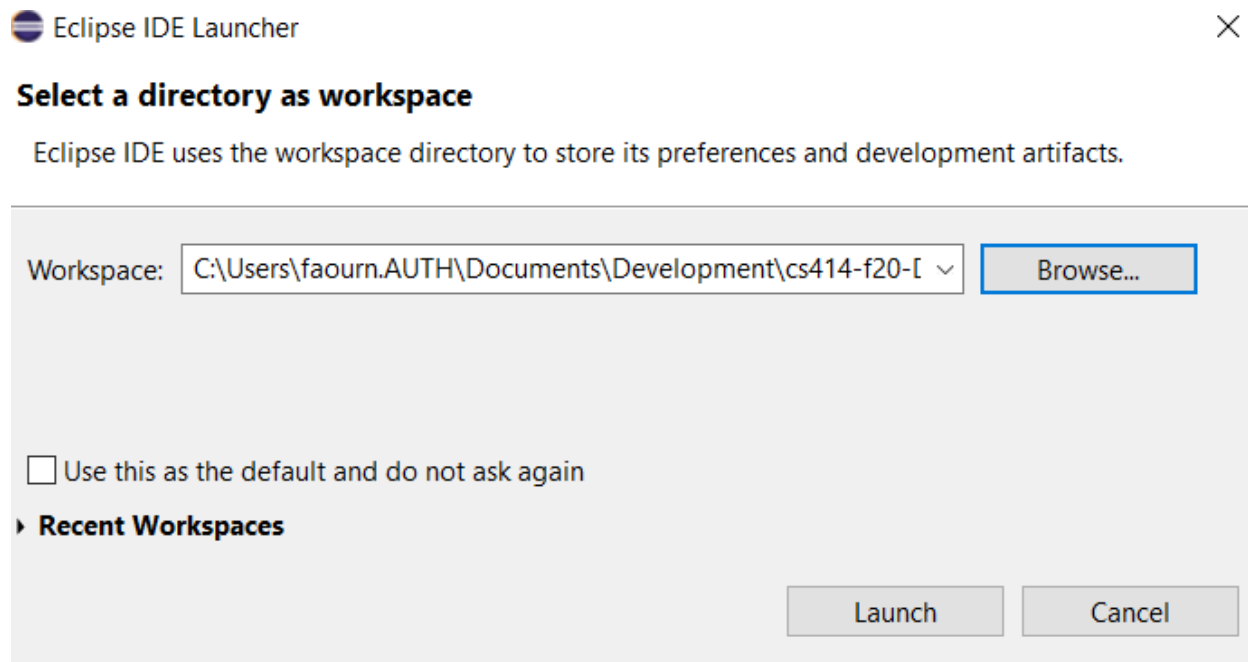 Eclipse IDE Launcher
Select a directory as workspace
Eclipse IDE uses the workspace directory to store its preferences and development artifacts.
Workspace: C:\Users\faourn.AUTH\Documents\Development\cs414-f20- Browse...
Use this as the default and do not ask again
Recent Workspaces
Launch Cancel